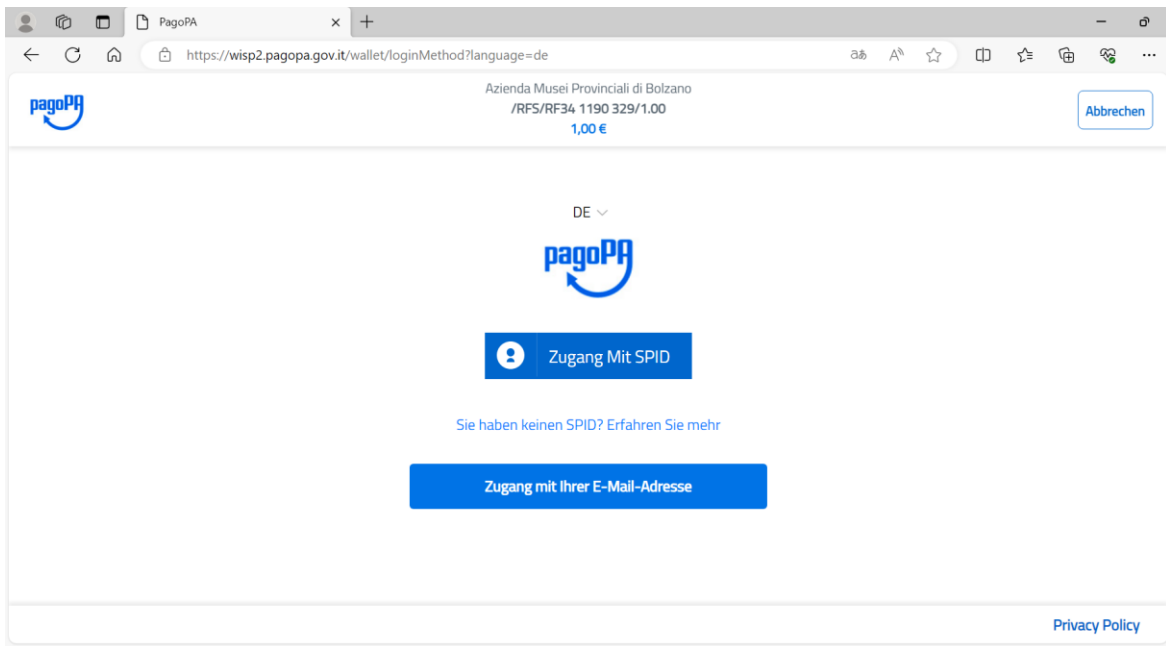 PagoPA
https://wisp2.pagopa.gov.it/wallet/loginMethod?language=de
pagoPA
Azienda Musei Provinciali di Bolzano
/RFS/RF34 1190 329/1.00
1,00 €
Abbrechen
DE
pagoPA
Zugang Mit SPID
Sie haben keinen SPID? Erfahren Sie mehr
Zugang mit Ihrer E-Mail-Adresse
Privacy Policy